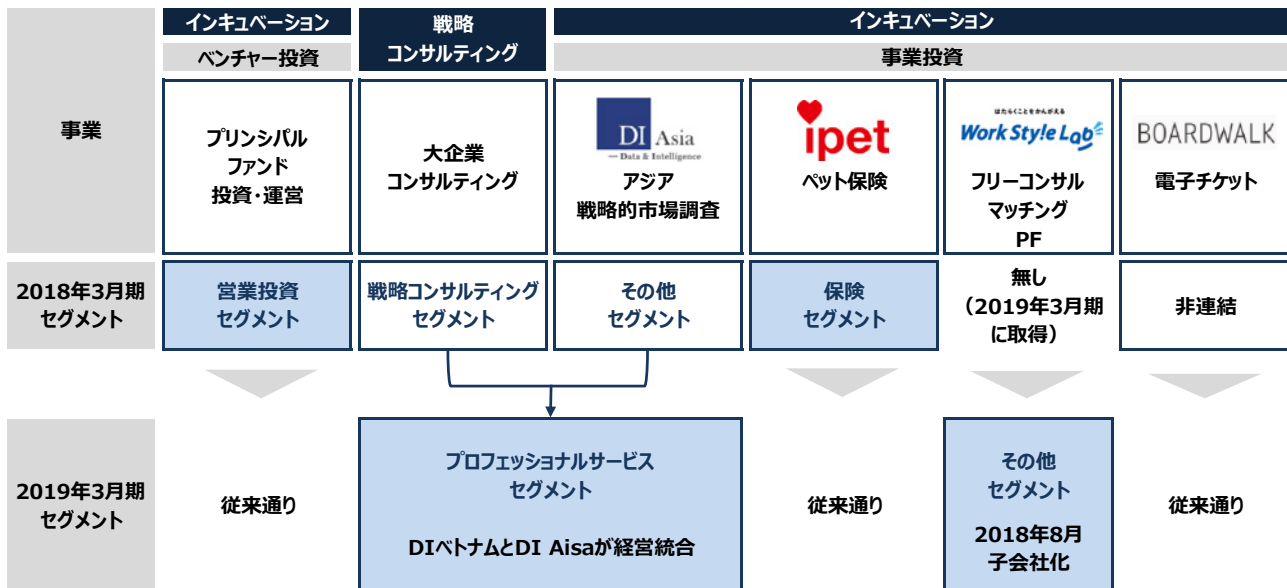 インキュベーション
戦略
コンサルティング
インキュベーション
ベンチャー投資
事業投資
事業
プリンシパル
ファンド
投資・運営
大企業
コンサルティング
DI Asia
— Data & Intelligence
アジア
戦略的市場調査
ipet
ペット保険
はたらくことをかんがえる
Work Style Lab
フリーコンサル
マッチング
PF
BOARDWALK
電子チケット
2018年3月期
セグメント
営業投資
セグメント
戦略コンサルティング
セグメント
その他
セグメント
保険
セグメント
無し
（2019年3月期
に取得）
非連結
2019年3月期
セグメント
従来通り
プロフェッショナルサービス
セグメント
DIベトナムとDI Aisaが経営統合
従来通り
その他
セグメント
2018年8月
子会社化
従来通り